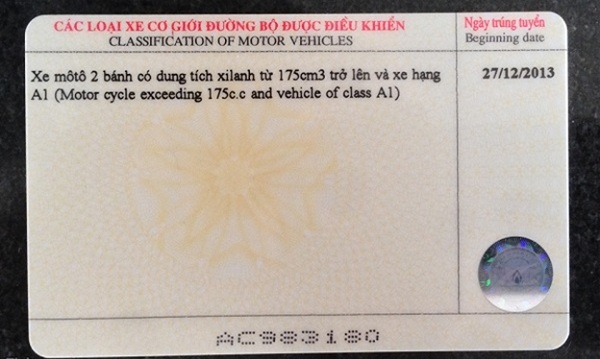 CÁC LOẠI XE CƠ GIỚI ĐƯỜNG BỘ ĐƯỢC ĐIỀU KHIỂN
CLASSIFICATION OF MOTOR VEHICLES
Ngày trúng tuyển
Beginning date
Xe môtô 2 bánh có dung tích xilanh từ 175cm3 trở lên và xe hạng
A1 (Motor cycle exceeding 175c.c and vehicle of class A1)
27/12/2013
AC983180